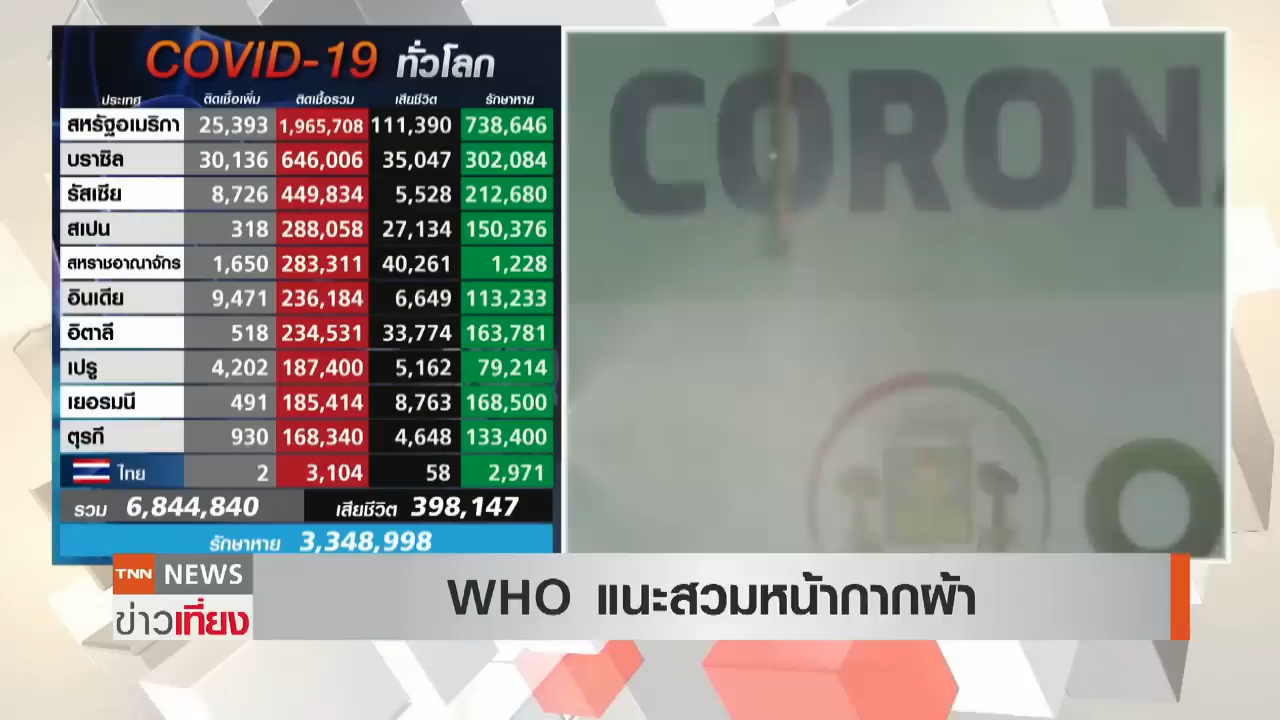 COVID-19 ทั่วโลก
ประเทศ ติดเชื้อเพิ่ม ติดเชื้อรวม เสียชีวิต รักษาหาย
สหรัฐอเมริกา 25,393 1,965,708 111,390 738,646
บราซิล 30,136 646,006 35,047 302,084
รัสเซีย 8,726 449,834 5,528 212,680
สเปน 318 288,058 27,134 150,376
สหราชอาณาจักร 1,650 283,311 40,261 1,228
อินเดีย 9,471 236,184 6,649 113,233
อิตาลี 518 234,531 33,774 163,781
เปรู 4,202 187,400 5,162 79,214
เยอรมนี 491 185,414 8,763 168,500
ตุรกี 930 168,340 4,648 133,400
ไทย 2 3,104 58 2,971
รวม 6,844,840 เสียชีวิต 398,147
รักษาหาย 3,348,998
CORONA
TNN NEWS
ข่าวเที่ยง
WHO แนะสวมหน้ากากผ้า